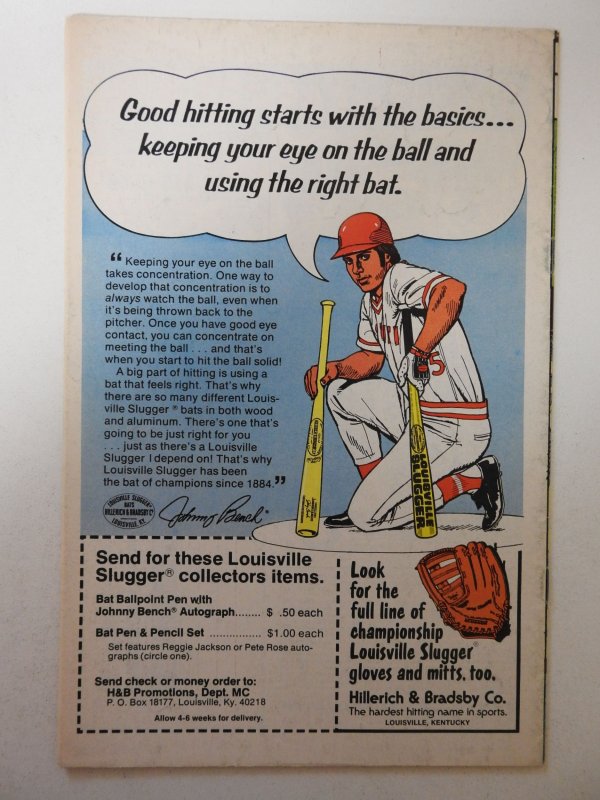 Good hitting starts with the basics...
keeping your eye on the ball and
using the right bat.
“Keeping your eye on the ball
takes concentration. One way to
develop that concentration is to
always watch the ball, even when
it's being thrown back to the
pitcher. Once you have good eye
contact, you can concentrate on
meeting the ball . . . and that's
when you start to hit the ball solid!
A big part of hitting is using a
bat that feels right. That's why
there are so many different Louis-
ville Slugger® bats in both wood
and aluminum. There's one that's
going to be just right for you
. . . just as there's a Louisville
Slugger I depend on! That's why
Louisville Slugger has been
the bat of champions since 1884.”
LOUISVILLE SLUGGER®
BATS
HILLERICH & BRADSBY Co
LOUISVILLE, KY.
Johnny Bench®
5
LOUISVILLE
SLUGGER
Send for these Louisville
Slugger® collectors items.
Bat Ballpoint Pen with
Johnny Bench® Autograph........ $ .50 each
Bat Pen & Pencil Set ................ $1.00 each
Set features Reggie Jackson or Pete Rose auto-
graphs (circle one).
Send check or money order to:
H&B Promotions, Dept. MC
P. O. Box 18177, Louisville, Ky. 40218
Allow 4-6 weeks for delivery.
Look
for the
full line of
championship
Louisville Slugger®
gloves and mitts, too.
Hillerich & Bradsby Co.
The hardest hitting name in sports.
LOUISVILLE, KENTUCKY